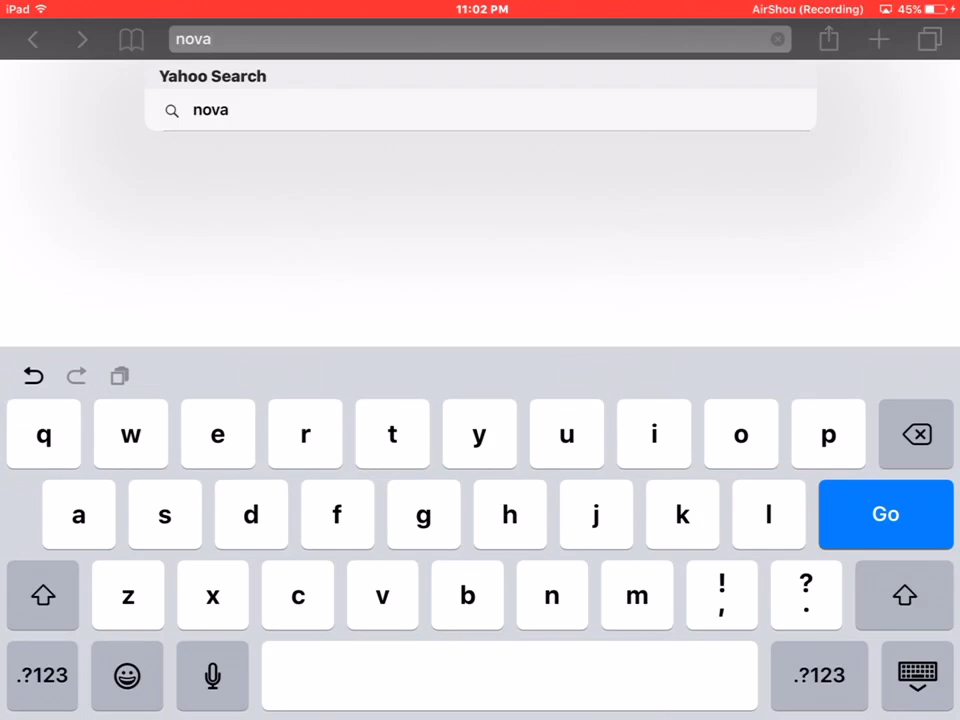 iPad 11:02 PM AirShou (Recording) 45%
nova
Yahoo Search
nova
q w e r t y u i o p
a s d f g h j k l Go
z x c v b n m ! , ? .
.?123 .?123